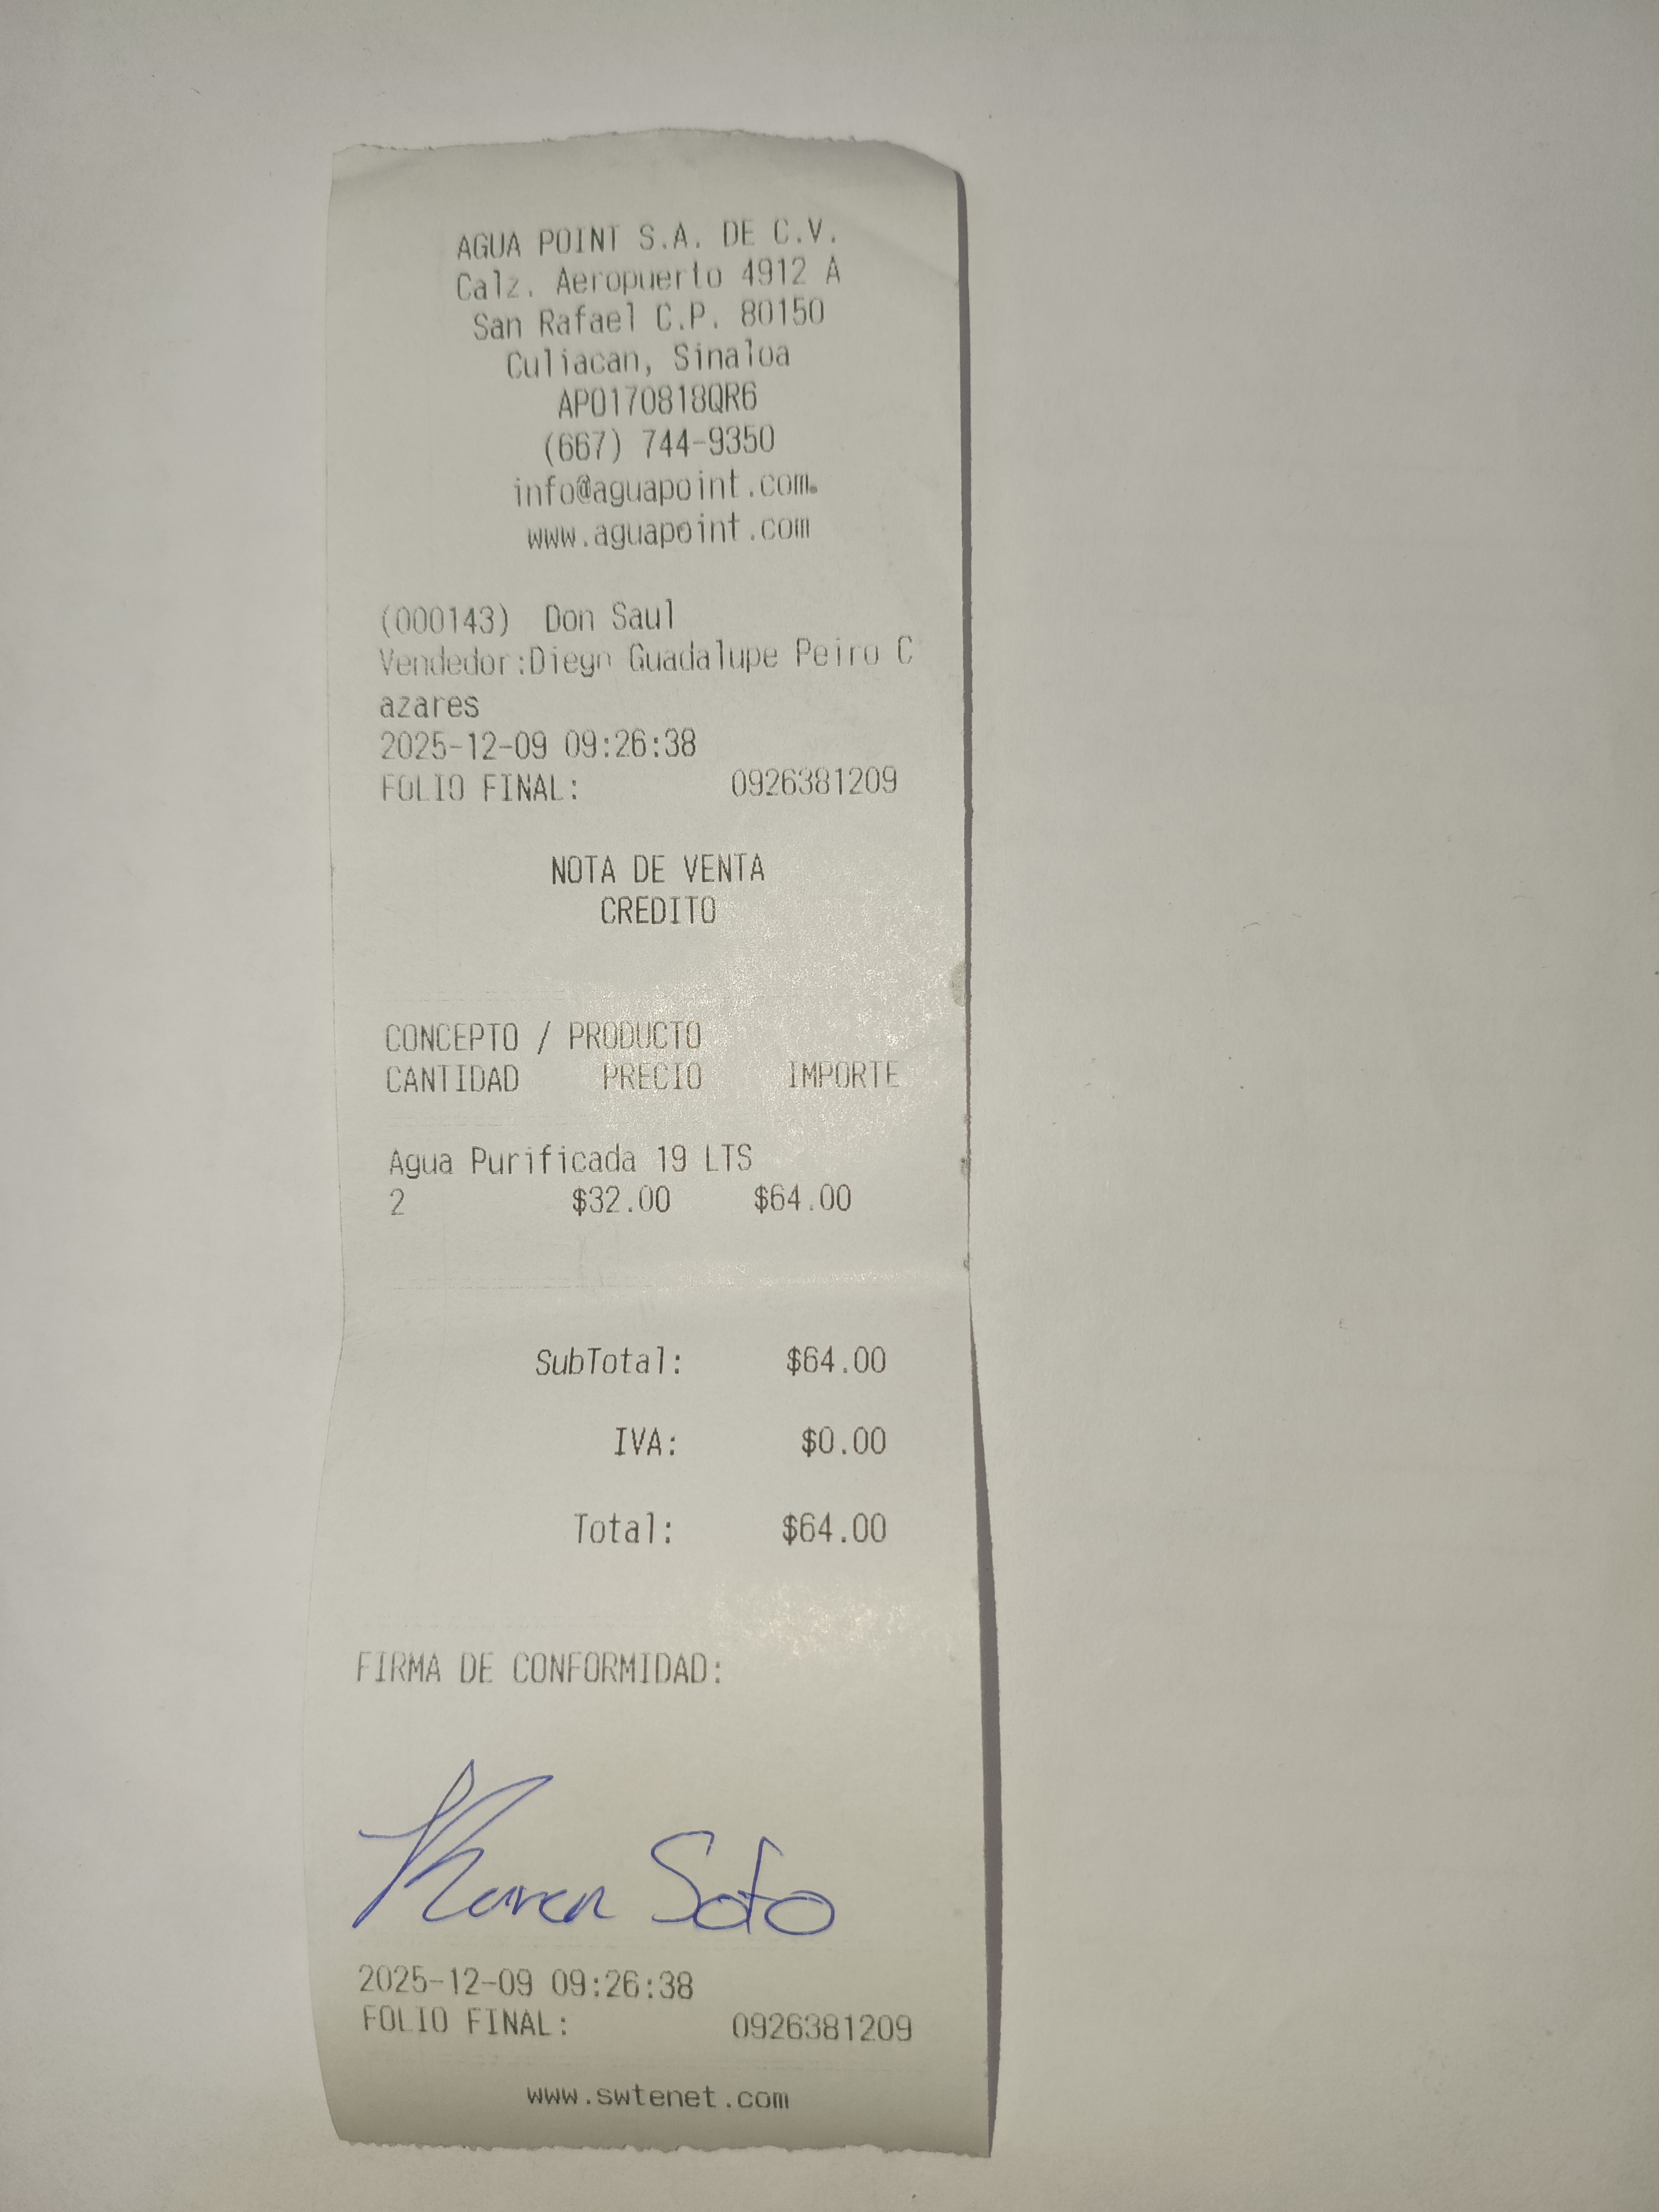 AGUA POINT S.A. DE C.V.
Calz. Aeropuerto 4912 A
San Rafael C.P. 80150
Culiacan, Sinaloa
APO170818QR6
(667) 744-9350
info@aguapoint.com.
www.aguapoint.com
(000143) Don Saul
Vendedor:Diego Guadalupe Peiro C
azares
2025-12-09 09:26:38
FOLIO FINAL: 0926381209
NOTA DE VENTA
CREDITO
CONCEPTO / PRODUCTO
CANTIDAD PRECIO IMPORTE
Agua Purificada 19 LTS
2 $32.00 $64.00
SubTotal: $64.00
IVA: $0.00
Total: $64.00
FIRMA DE CONFORMIDAD:
Karen Soto
2025-12-09 09:26:38
FOLIO FINAL: 0926381209
www.swtenet.com